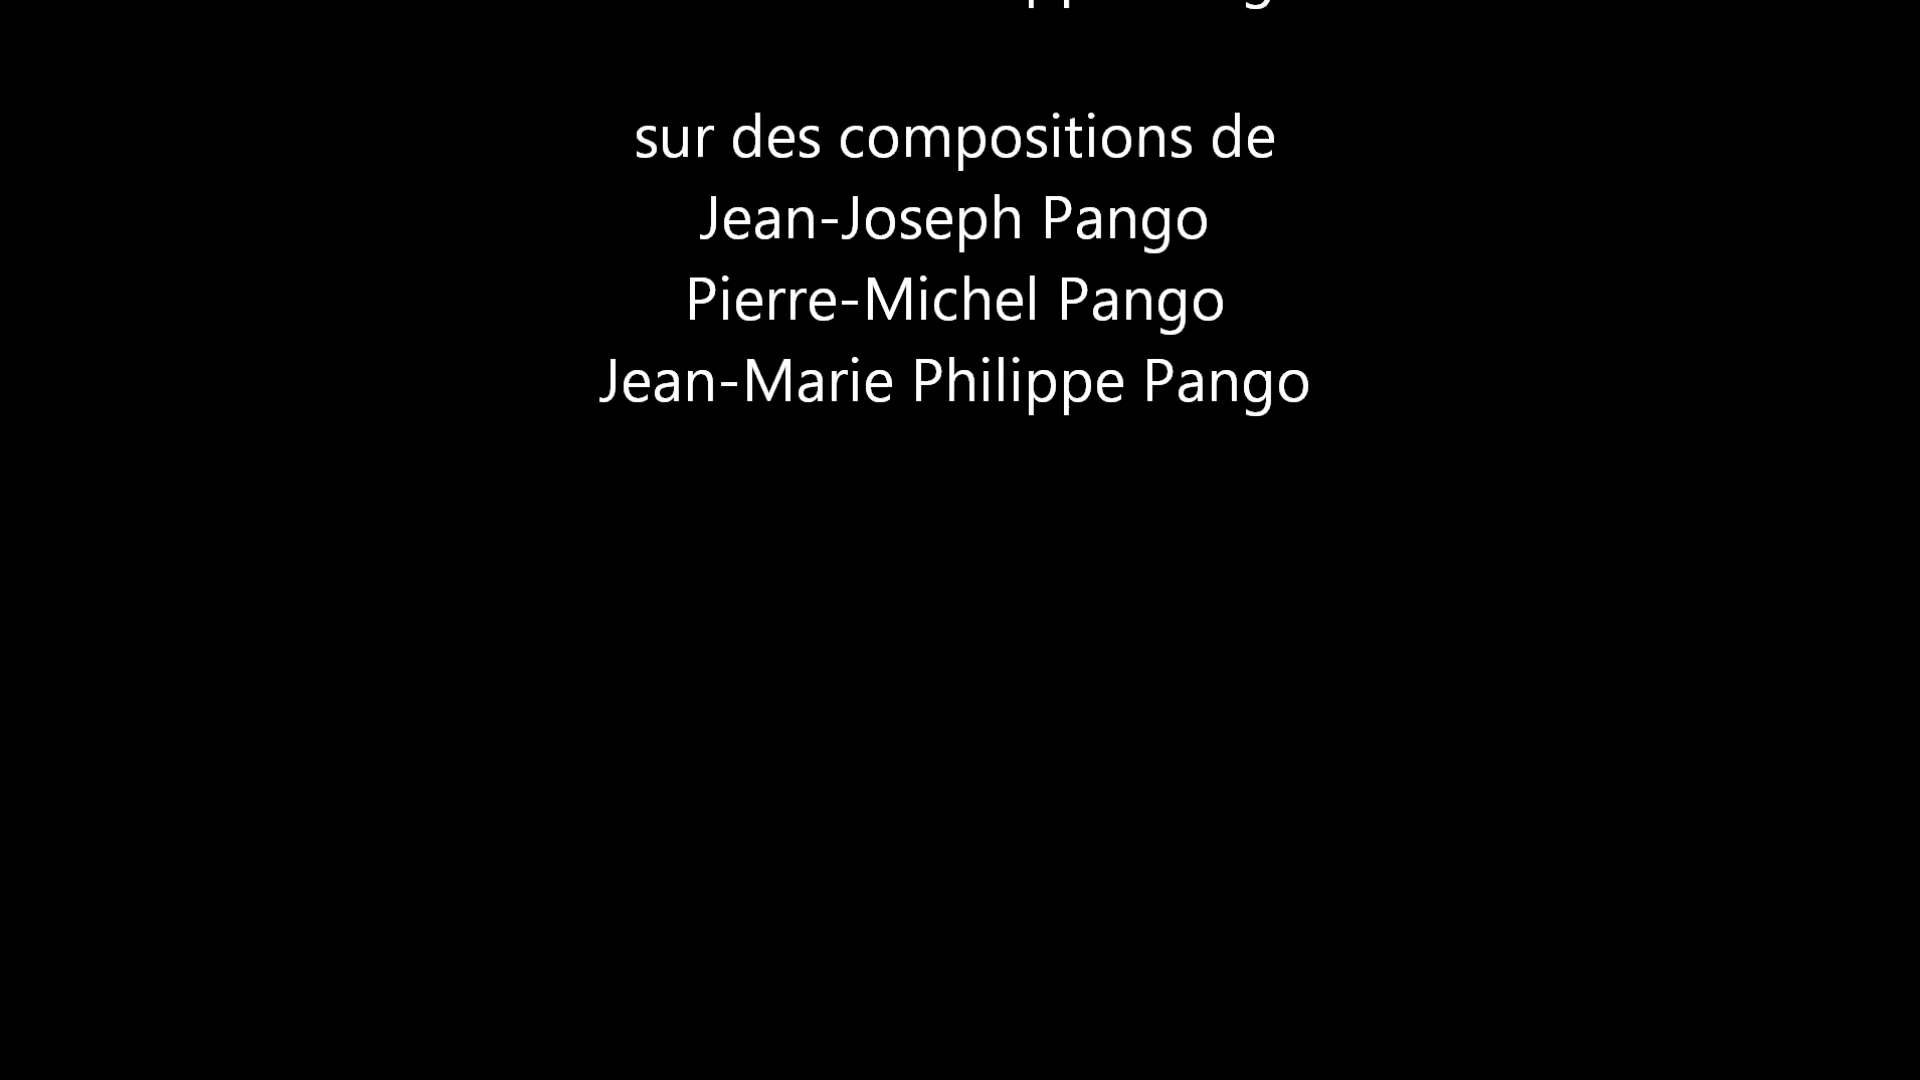 sur des compositions de
Jean-Joseph Pango
Pierre-Michel Pango
Jean-Marie Philippe Pango